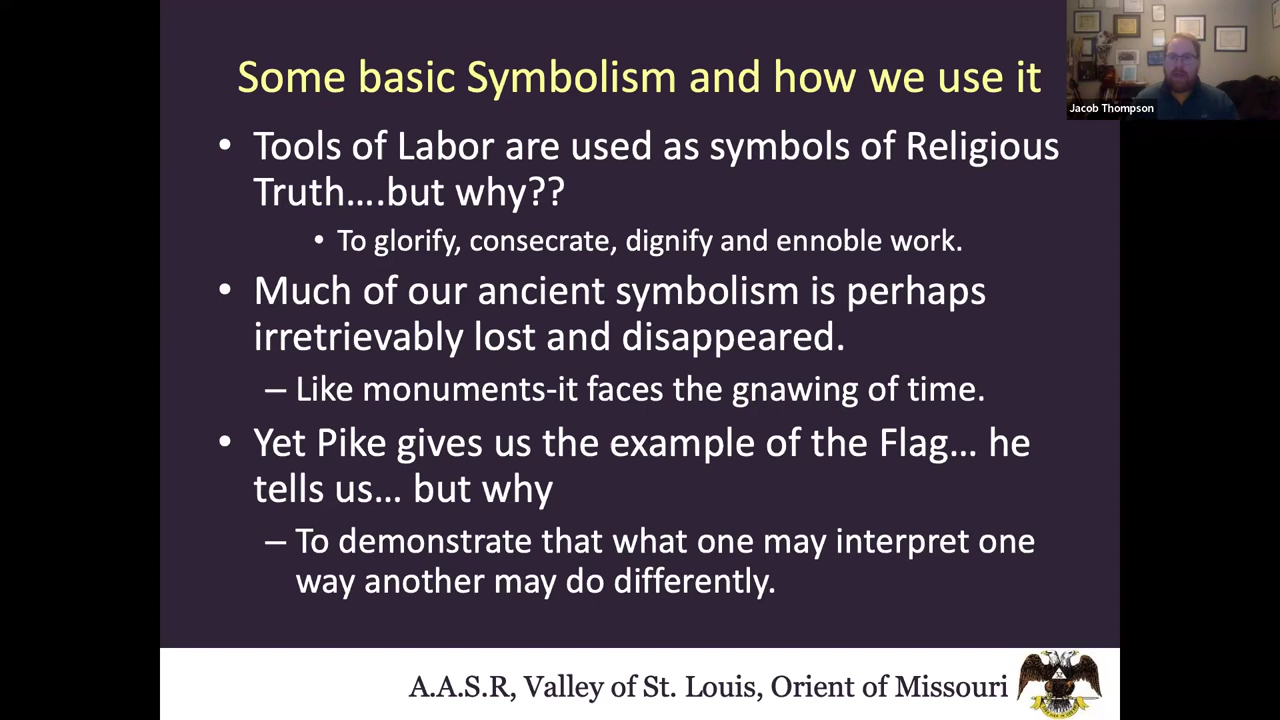 Some basic Symbolism and how we use it
Jacob Thompson
• Tools of Labor are used as symbols of Religious
Truth….but why??
• To glorify, consecrate, dignify and ennoble work.
• Much of our ancient symbolism is perhaps
irretrievably lost and disappeared.
– Like monuments-it faces the gnawing of time.
• Yet Pike gives us the example of the Flag… he
tells us… but why
– To demonstrate that what one may interpret one
way another may do differently.
A.A.S.R, Valley of St. Louis, Orient of Missouri